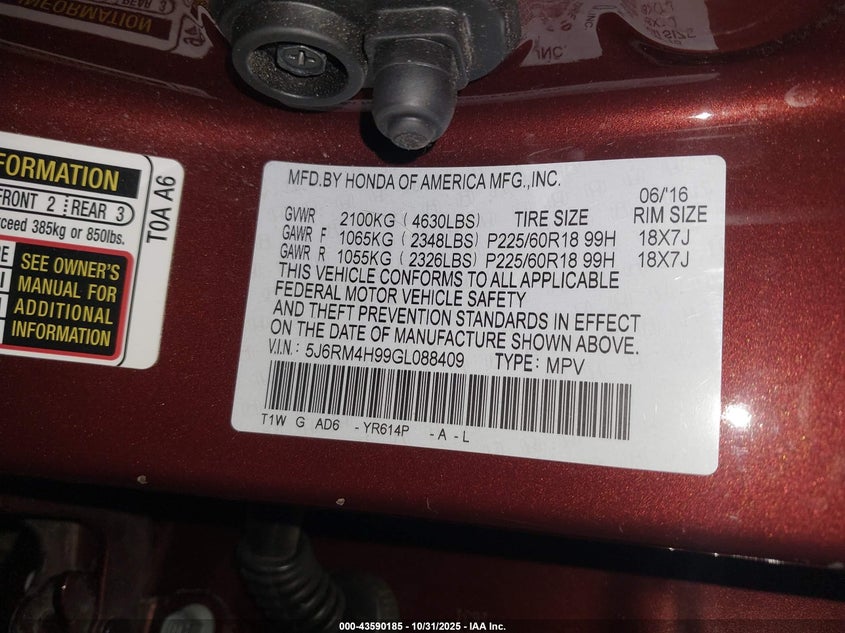 FORMATION
FRONT 2 REAR 3
xceed 385kg or 850lbs.
SEE OWNER'S
MANUAL FOR
ADDITIONAL
INFORMATION
T0A A6
MFD.BY HONDA OF AMERICA MFG.,INC.
06/'16
GVWR 2100KG (4630LBS) TIRE SIZE RIM SIZE
GAWR F 1065KG (2348LBS) P225/60R18 99H 18X7J
GAWR R 1055KG (2326LBS) P225/60R18 99H 18X7J
THIS VEHICLE CONFORMS TO ALL APPLICABLE
FEDERAL MOTOR VEHICLE SAFETY
AND THEFT PREVENTION STANDARDS IN EFFECT
ON THE DATE OF MANUFACTURE SHOWN ABOVE.
V.I.N.: 5J6RM4H99GL088409 TYPE: MPV
T1W G AD6 -YR614P -A-L
000-43590185 - 10/31/2025 - IAA Inc.